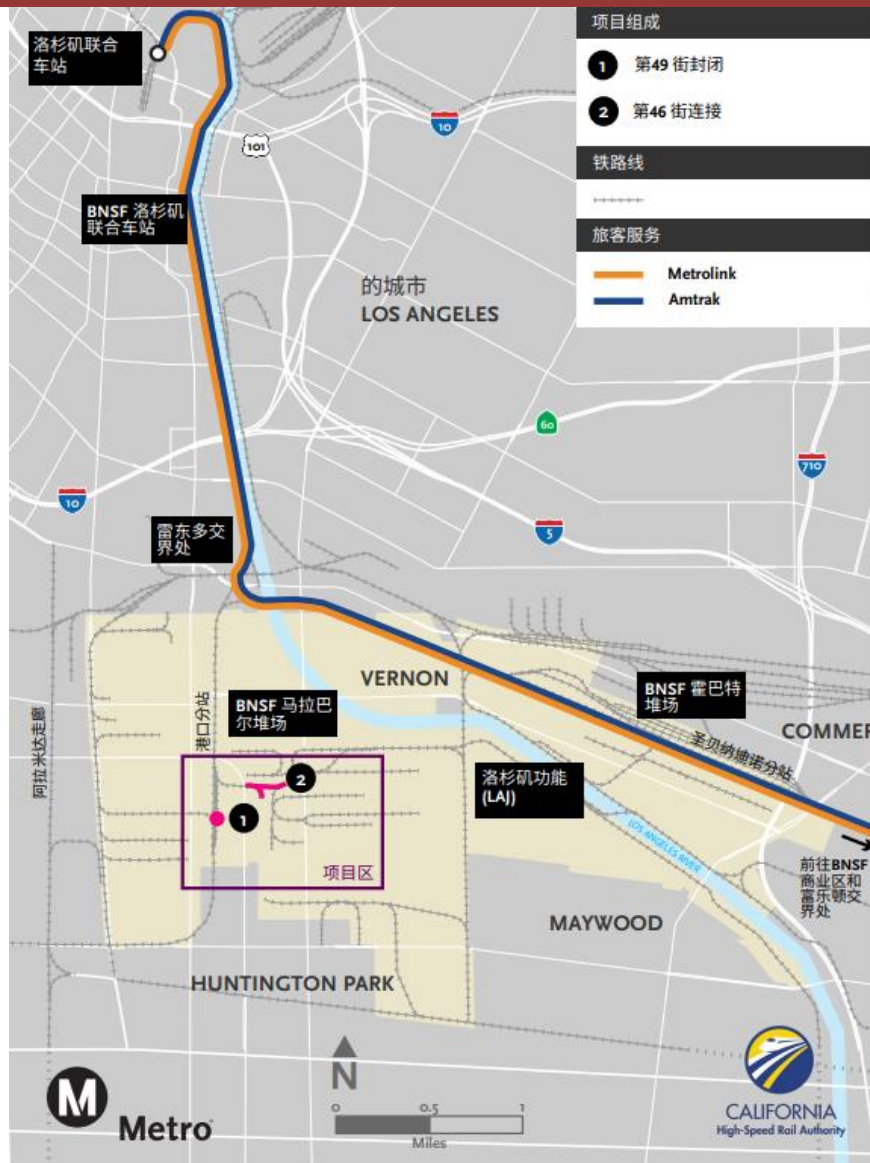 洛杉矶联合
车站
BNSF 洛杉矶
联合车站
101
10
的城市
LOS ANGELES
项目组成
1 第49 街封闭
2 第46 街连接
铁路线
旅客服务
Metrolink
Amtrak
60
710
10
5
雷东多交
界处
VERNON
BNSF 马拉巴
尔堆场
BNSF 霍巴特
堆场
COMMER
圣贝纳迪诺分站
阿拉米达走廊
港口分站
洛杉矶功能
(LAJ)
LOS ANGELES RIVER
2
1
项目区
前往BNSF
商业区和
富乐顿交
界处
MAYWOOD
HUNTINGTON PARK
N
0 0.5 1
Miles
M
Metro
CALIFORNIA
High-Speed Rail Authority